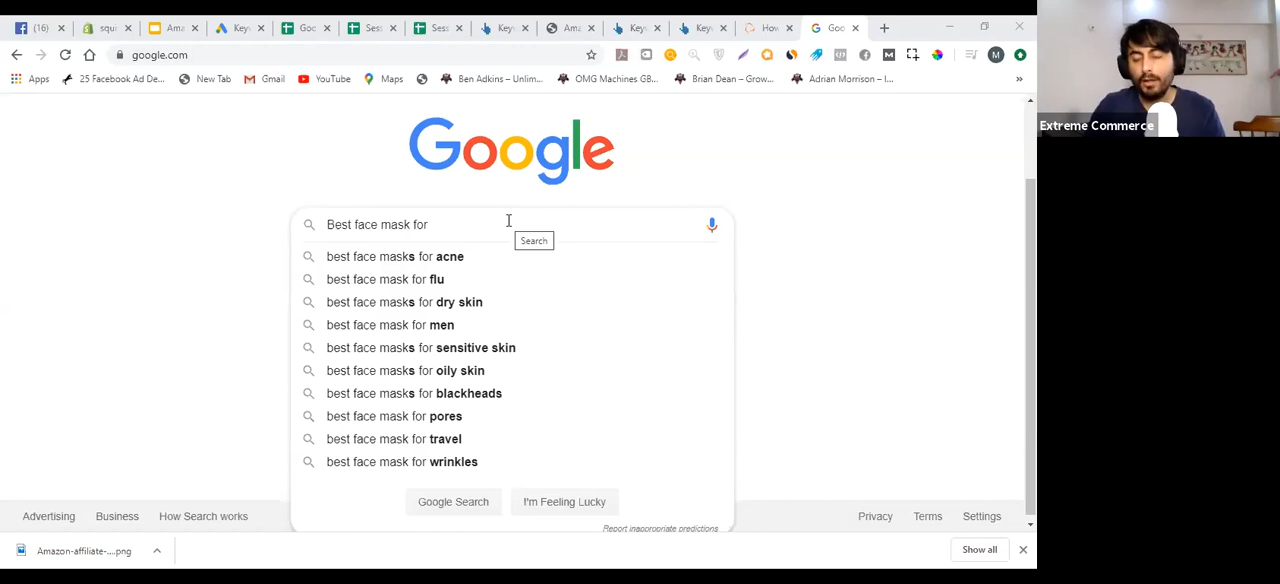 (16)
squ
Ama
Key
Goo
Sess
Sess
Key
Ama
Key
Key
How
Goo
google.com
M
Apps
25 Facebook Ad De...
New Tab
Gmail
YouTube
Maps
Ben Adkins – Unlim...
OMG Machines GB...
Brian Dean – Grow...
Adrian Morrison – I...
»
Extreme Commerce
Google
Best face mask for
Search
best face masks for acne
best face mask for flu
best face masks for dry skin
best face mask for men
best face masks for sensitive skin
best face masks for oily skin
best face masks for blackheads
best face mask for pores
best face mask for travel
best face mask for wrinkles
Google Search
I'm Feeling Lucky
Report inappropriate predictions
Advertising
Business
How Search works
Privacy
Terms
Settings
Amazon-affiliate-....png
Show all